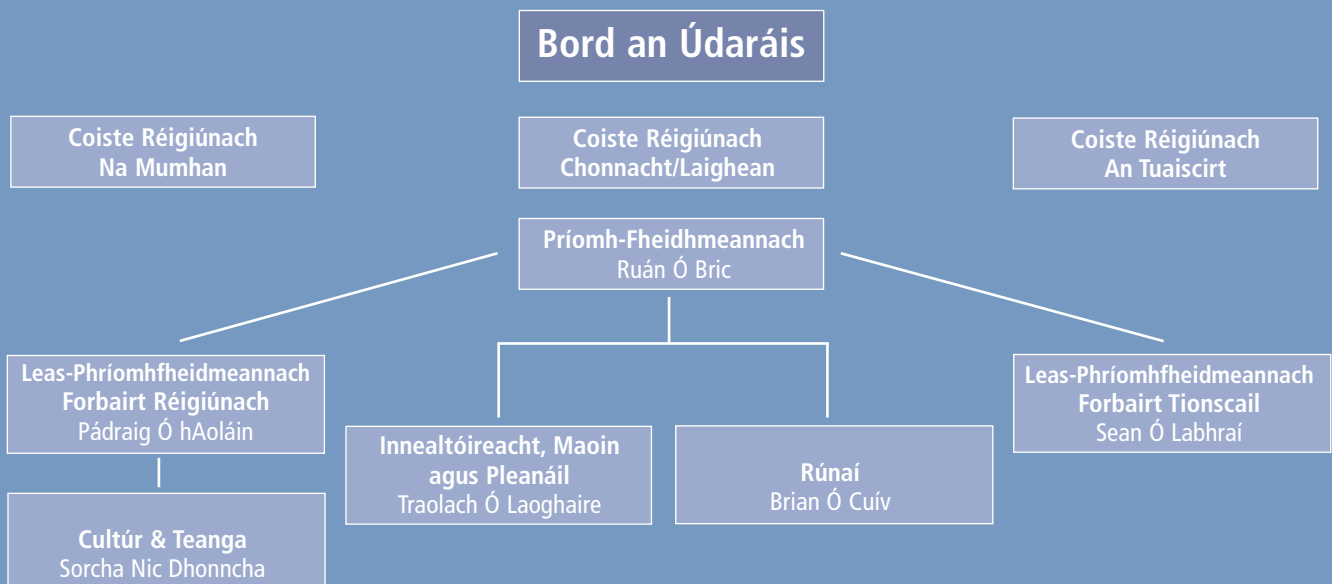 Bord an Údaráis
Coiste Réigiúnach
Na Mumhan
Coiste Réigiúnach
Chonnacht/Laighean
Coiste Réigiúnach
An Tuaiscirt
Príomh-Fheidhmeannach
Ruán Ó Bric
Leas-Phríomhfheidmeannach
Forbairt Réigiúnach
Pádraig Ó hAoláin
Innealtóireacht, Maoin
agus Pleanáil
Traolach Ó Laoghaire
Rúnaí
Brian Ó Cuív
Leas-Phríomhfheidmeannach
Forbairt Tionscail
Sean Ó Labhraí
Cultúr & Teanga
Sorcha Nic Dhonncha